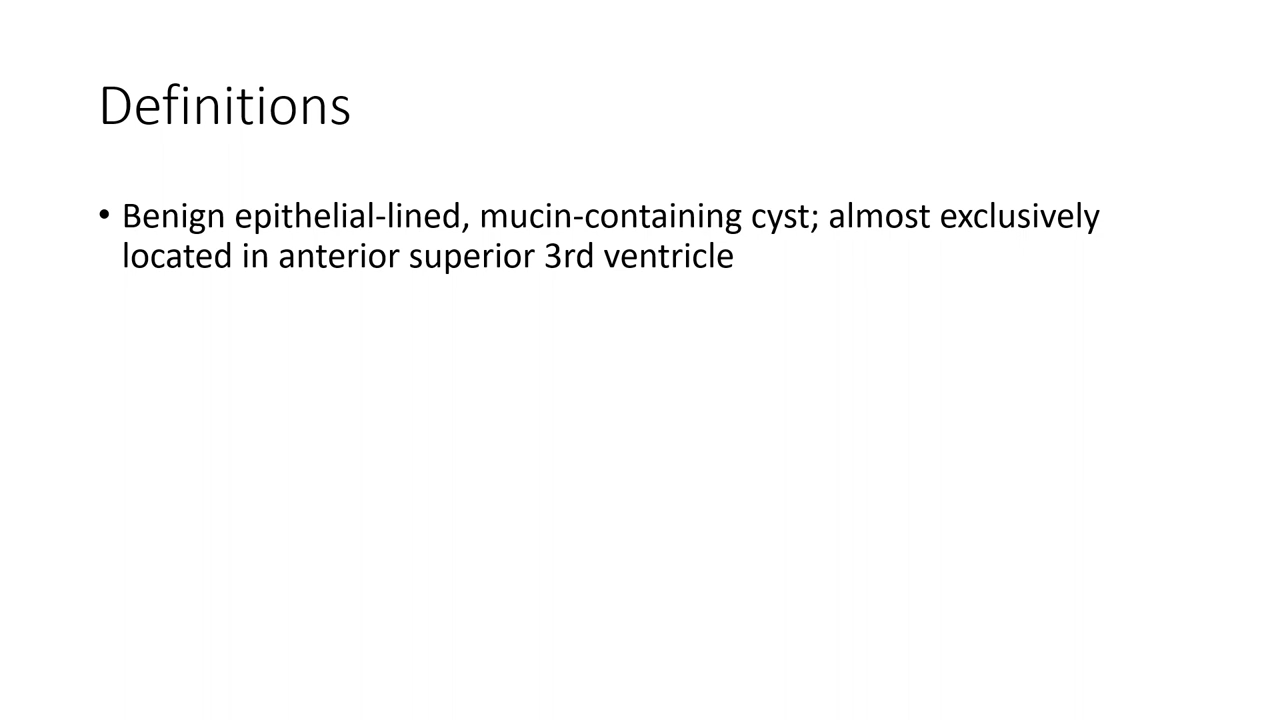 Definitions
• Benign epithelial-lined, mucin-containing cyst; almost exclusively
located in anterior superior 3rd ventricle